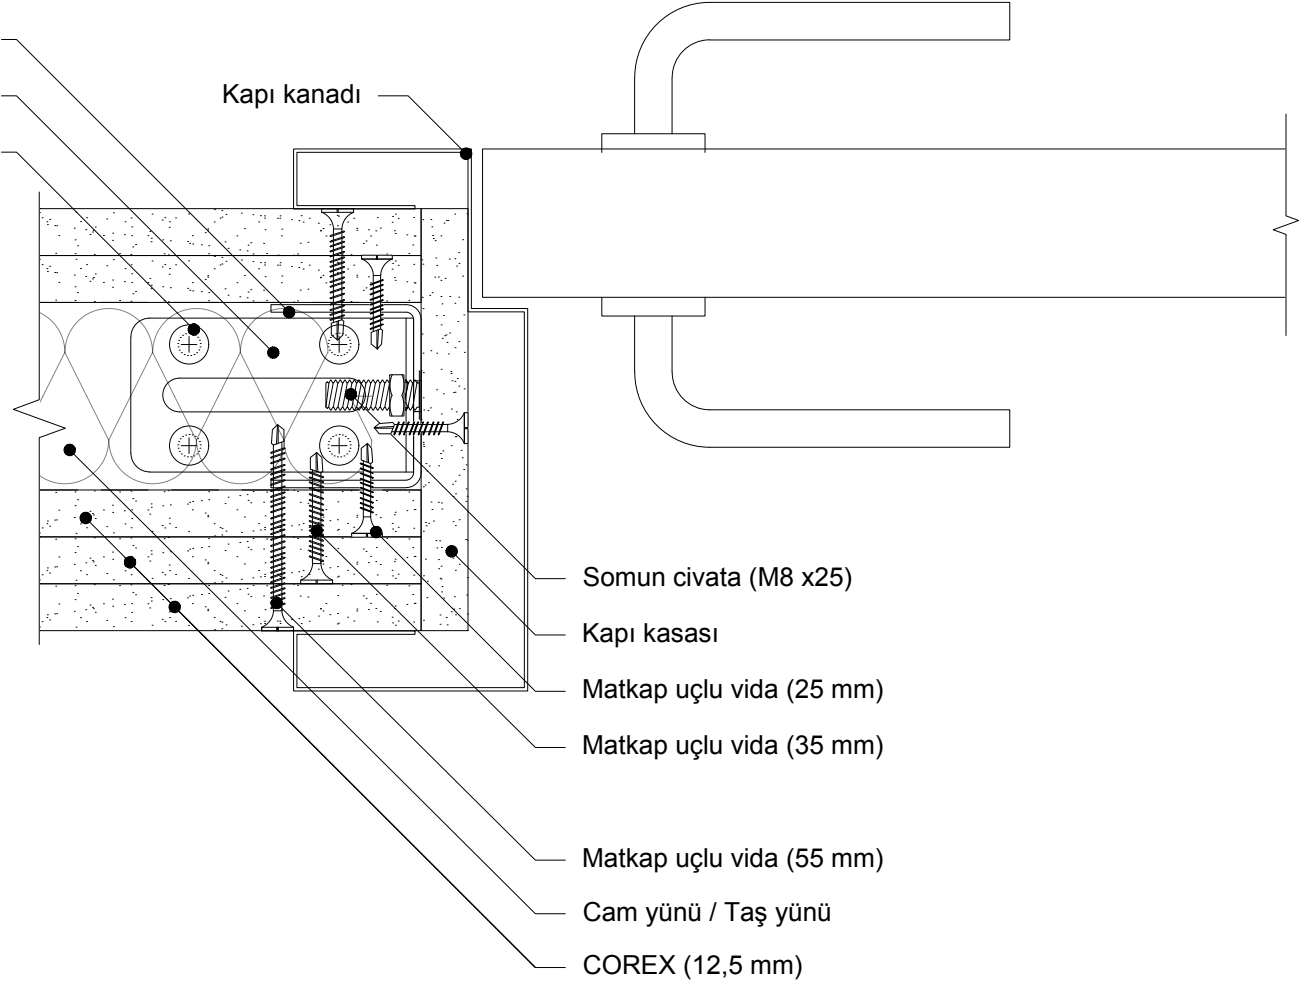 Kapı kanadı
Somun civata (M8 x25)
Kapı kasası
Matkap uçlu vida (25 mm)
Matkap uçlu vida (35 mm)
Matkap uçlu vida (55 mm)
Cam yünü / Taş yünü
COREX (12,5 mm)